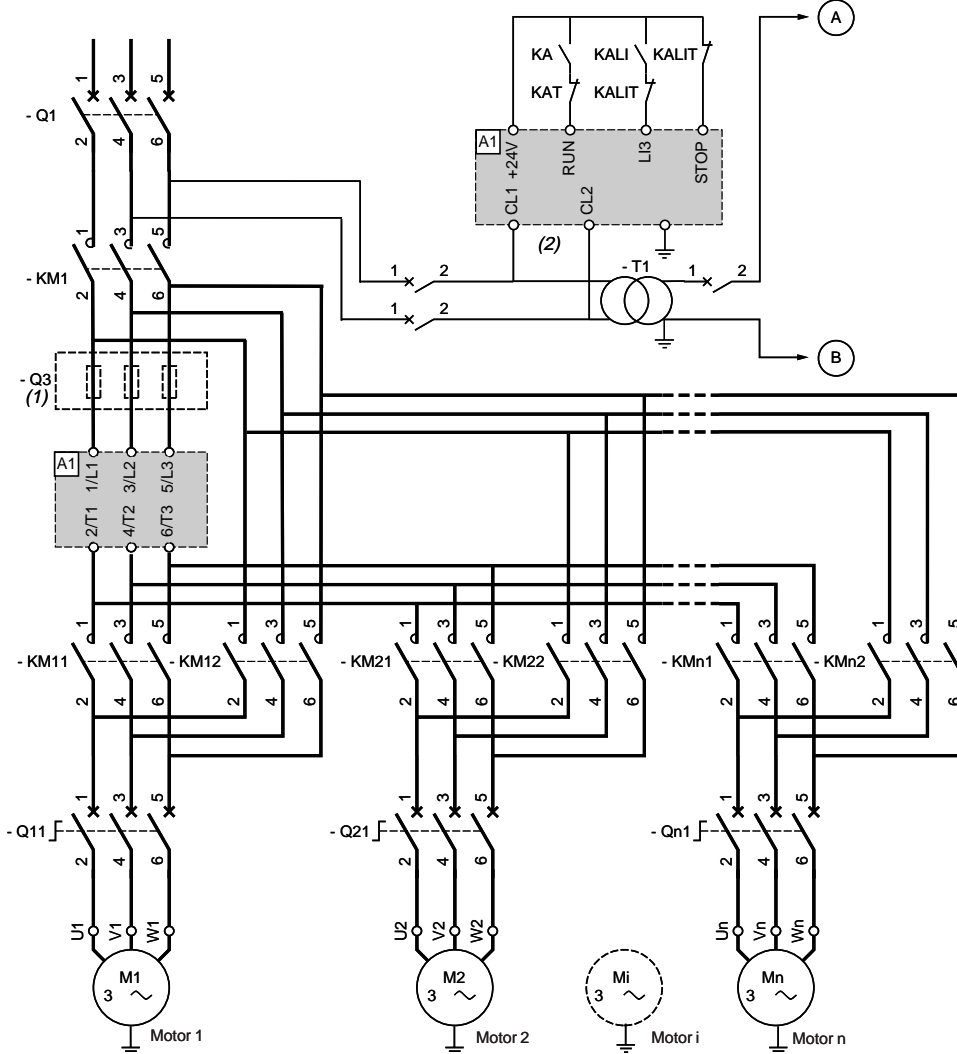 A
KA KALI KALIT
KAT KALIT
1 3 5
- Q1
2 4 6
A1
+24V RUN LI3 STOP
CL1 CL2
(2)
1 3 5
- KM1
2 4 6
1 2
- T1
1 2
1 2
B
- Q3
(1)
A1
1/L1 3/L2 5/L3
2/T1 4/T2 6/T3
1 3 5 1 3 5 1 3 5 1 3 5 1 3 5 1 3 5
- KM11 - KM12 - KM21 - KM22 - KMn1 - KMn2
2 4 6 2 4 6 2 4 6 2 4 6 2 4 6 2 4 6
1 3 5 1 3 5 1 3 5
- Q11 - Q21 - Qn1
2 4 6 2 4 6 2 4 6
U1 V1 W1 U2 V2 W2 Un Vn Wn
M1 M2 Mi Mn
3 3 3 3
Motor 1 Motor 2 Motor i Motor n